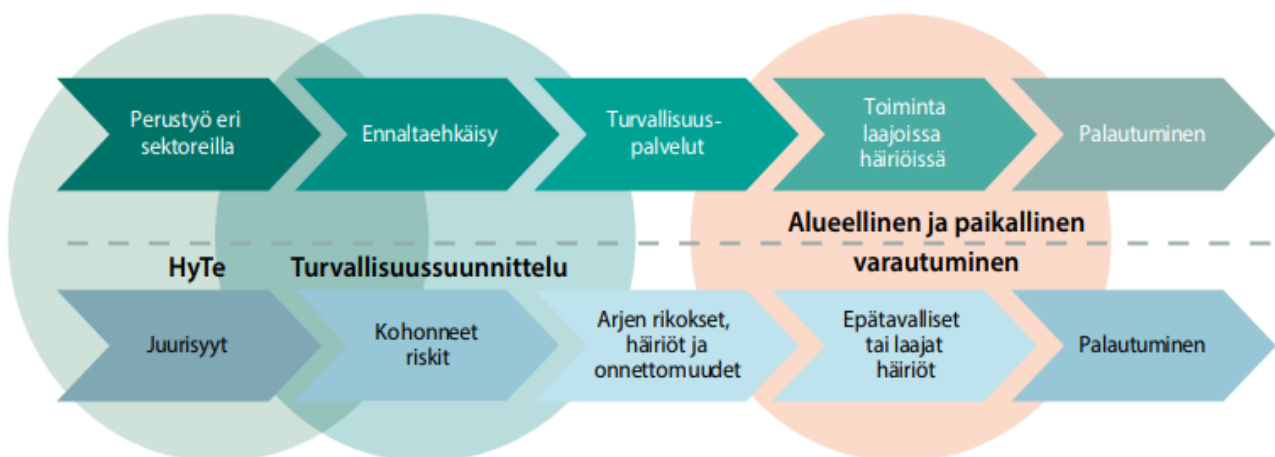 Perustyö eri
sektoreilla
Ennaltaehkäisy
Turvallisuus-
palvelut
Toiminta
laajoissa
häiriöissä
Palautuminen
HyTe
Turvallisuussuunnittelu
Alueellinen ja paikallinen
varautuminen
Juurisyyt
Kohonneet
riskit
Arjen rikokset,
häiriöt ja
onnettomuudet
Epätavalliset
tai laajat
häiriöt
Palautuminen